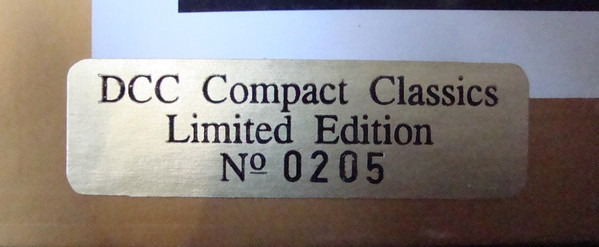 DCC Compact Classics
Limited Edition
Nº 0205